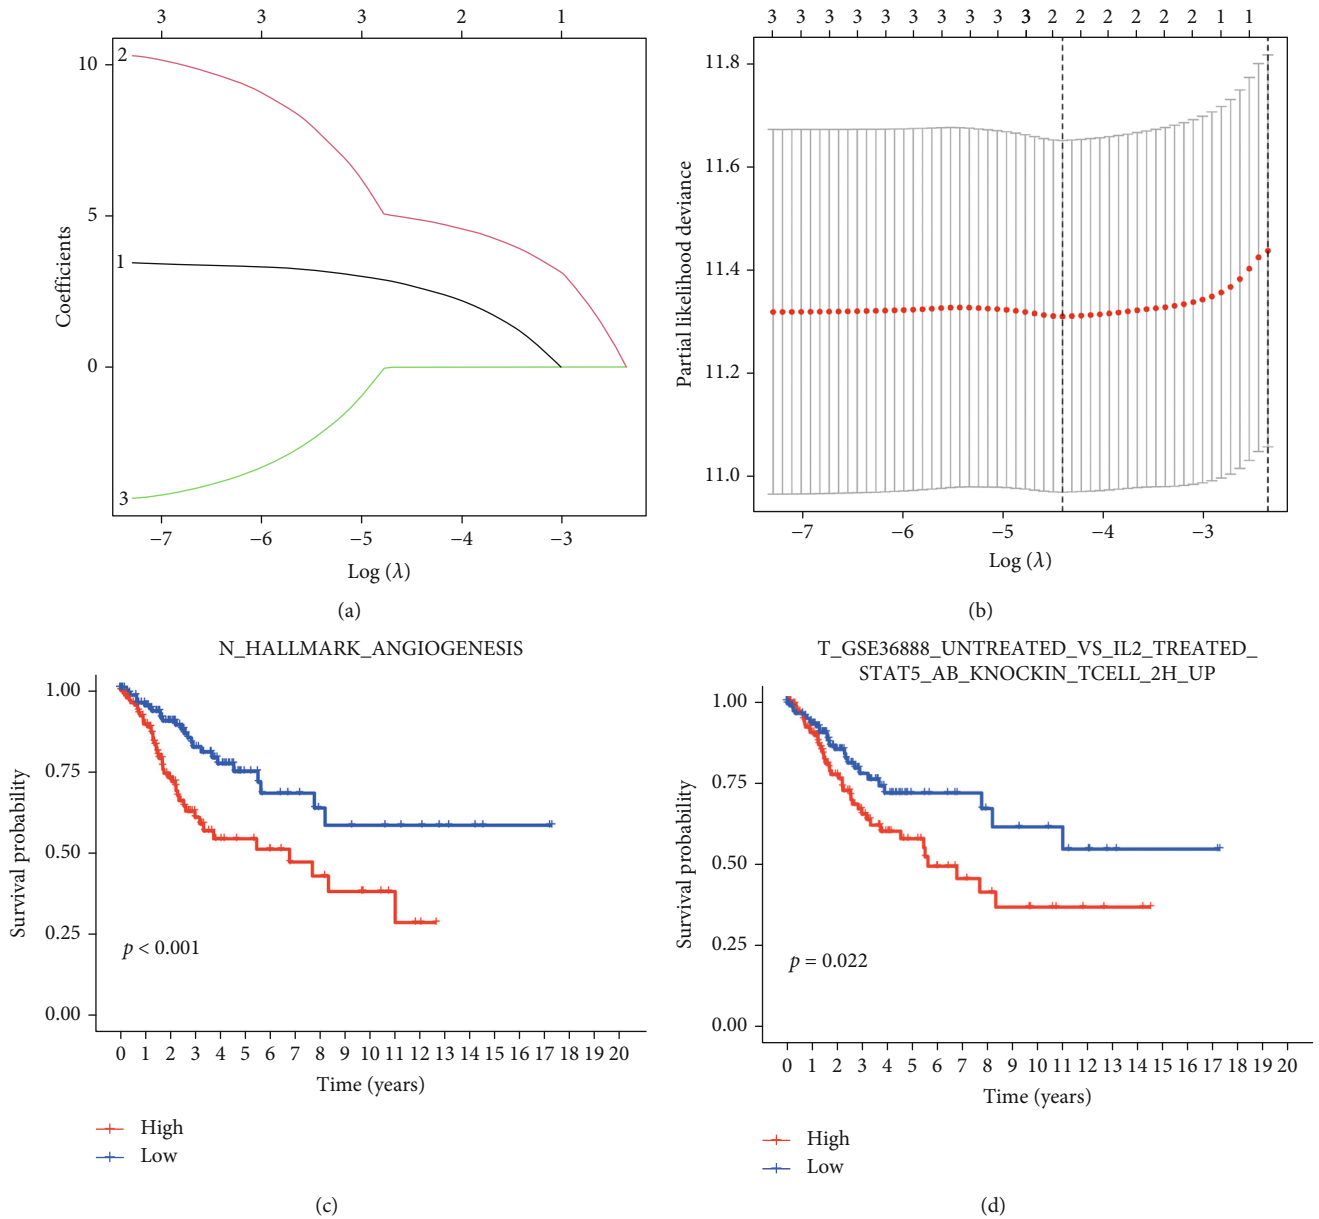 3 3 3 2 1
10
5
0
2
1
3
Coefficients
−7 −6 −5 −4 −3
Log (λ)
(a)
3 3 3 3 3 3 3 3 3 3 2 2 2 2 2 2 1 1
11.8
11.6
11.4
11.2
11.0
Partial likelihood deviance
−7 −6 −5 −4 −3
Log (λ)
(b)
N_HALLMARK_ANGIOGENESIS
1.00
0.75
0.50
0.25
0.00
Survival probability
p < 0.001
0 1 2 3 4 5 6 7 8 9 10 11 12 13 14 15 16 17 18 19 20
Time (years)
High
Low
(c)
T_GSE36888_UNTREATED_VS_IL2_TREATED_
STAT5_AB_KNOCKIN_TCELL_2H_UP
1.00
0.75
0.50
0.25
0.00
Survival probability
p = 0.022
0 1 2 3 4 5 6 7 8 9 10 11 12 13 14 15 16 17 18 19 20
Time (years)
High
Low
(d)